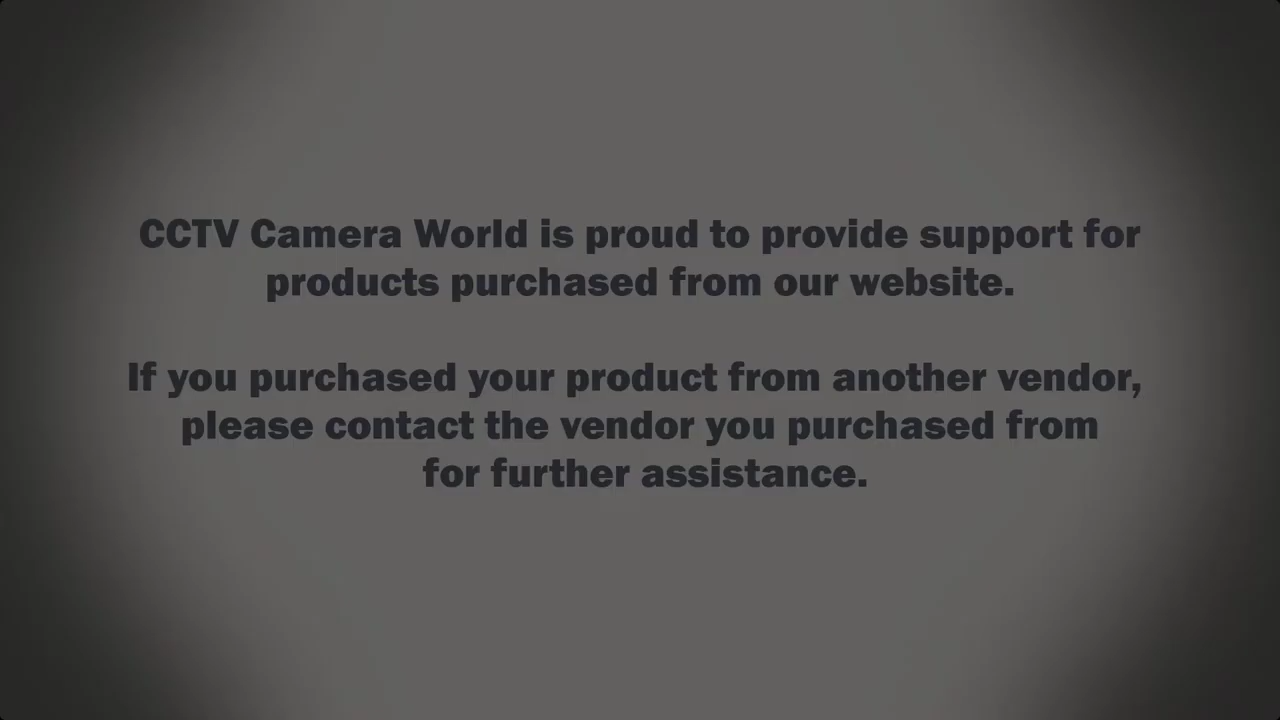 CCTV Camera World is proud to provide support for
products purchased from our website.
If you purchased your product from another vendor,
please contact the vendor you purchased from
for further assistance.